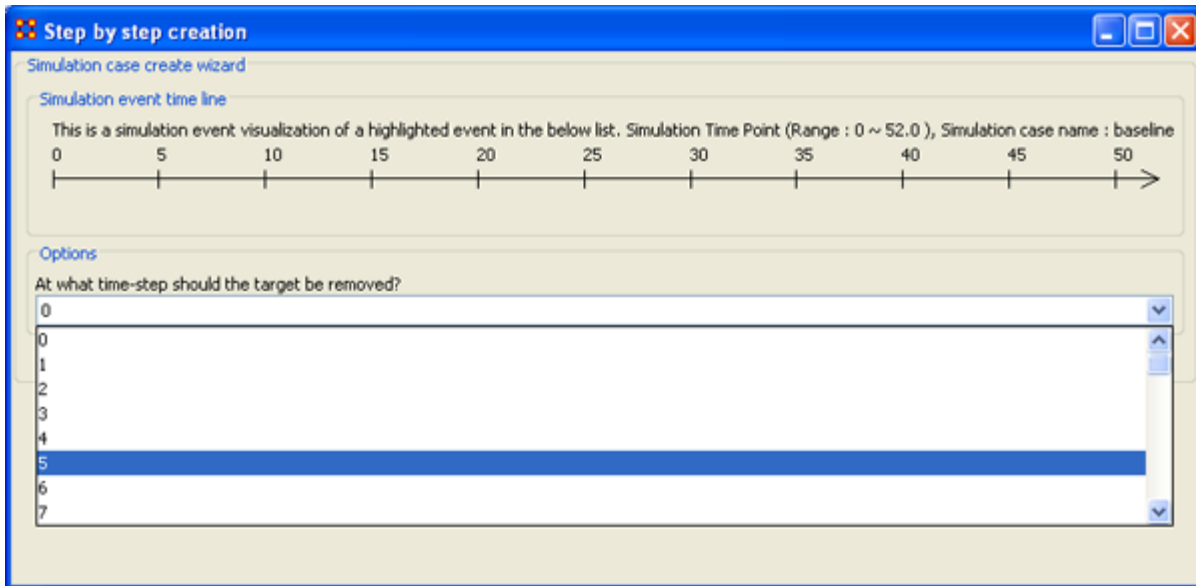 Step by step creation
Simulation case create wizard
Simulation event time line
This is a simulation event visualization of a highlighted event in the below list. Simulation Time Point (Range : 0 ~ 52.0 ), Simulation case name : baseline
0 5 10 15 20 25 30 35 40 45 50
Options
At what time-step should the target be removed?
0
0
1
2
3
4
5
6
7